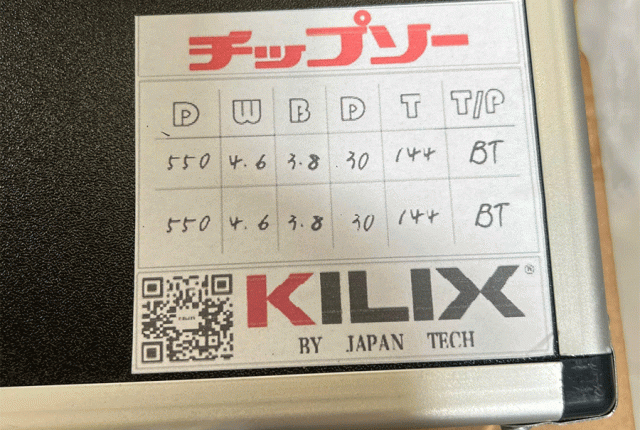 チップソー
D W B D T T/P
550 4.6 3.8 30 144 BT
550 4.6 3.8 30 144 BT
KILIX®
BY JAPAN TECH